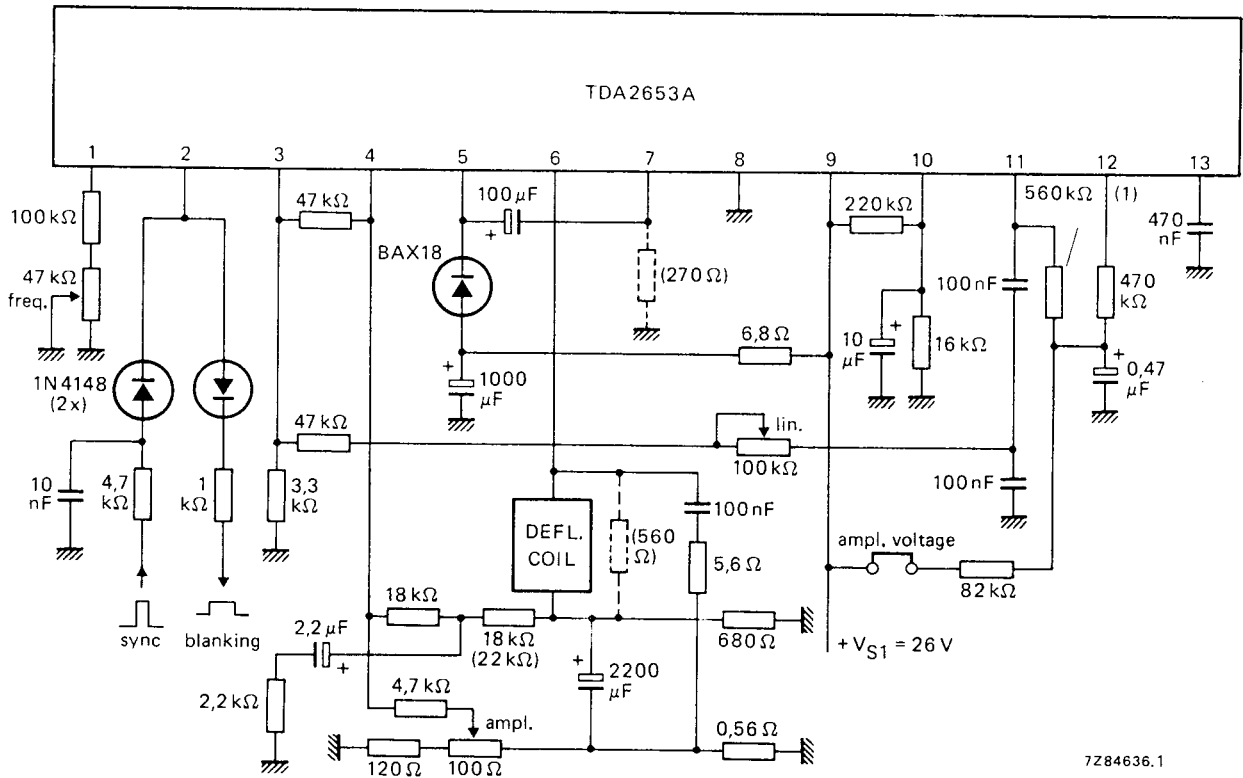 TDA2653A
1 2 3 4 5 6 7 8 9 10 11 12 13
100 kΩ
47 kΩ
freq.
1N4148
(2x)
10
nF
4,7
kΩ
1
kΩ
sync
blanking
47 kΩ
47 kΩ
3,3
kΩ
BAX18
100 μF
+
+
1000
μF
(270 Ω)
6,8 Ω
220 kΩ
+
10
μF
16 kΩ
560 kΩ
(1)
470
nF
100 nF
470
kΩ
+
0,47
μF
lin.
100 kΩ
100 nF
DEFL.
COIL
(560
Ω)
100 nF
5,6 Ω
ampl. voltage
82 kΩ
18 kΩ
18 kΩ
(22 kΩ)
2,2 μF
+
2,2 kΩ
680 Ω
+
2200
μF
+VS1 = 26 V
4,7 kΩ
ampl.
120 Ω
100 Ω
0,56 Ω
7Z84636.1